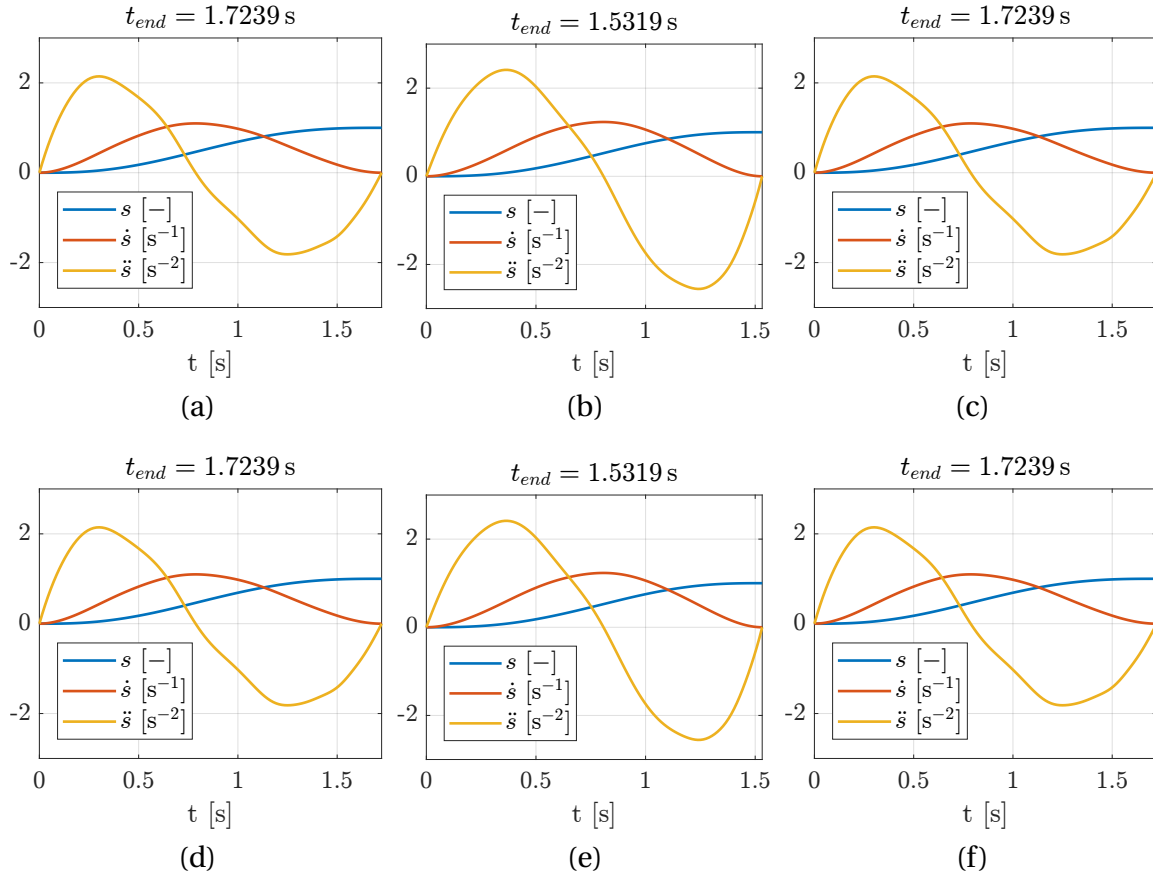 t_end = 1.7239 s
2
0
-2
s [−]
ṡ [s⁻¹]
s̈ [s⁻²]
0 0.5 1 1.5
t [s]
(a)
t_end = 1.5319 s
2
0
-2
s [−]
ṡ [s⁻¹]
s̈ [s⁻²]
0 0.5 1 1.5
t [s]
(b)
t_end = 1.7239 s
2
0
-2
s [−]
ṡ [s⁻¹]
s̈ [s⁻²]
0 0.5 1 1.5
t [s]
(c)
t_end = 1.7239 s
2
0
-2
s [−]
ṡ [s⁻¹]
s̈ [s⁻²]
0 0.5 1 1.5
t [s]
(d)
t_end = 1.5319 s
2
0
-2
s [−]
ṡ [s⁻¹]
s̈ [s⁻²]
0 0.5 1 1.5
t [s]
(e)
t_end = 1.7239 s
2
0
-2
s [−]
ṡ [s⁻¹]
s̈ [s⁻²]
0 0.5 1 1.5
t [s]
(f)